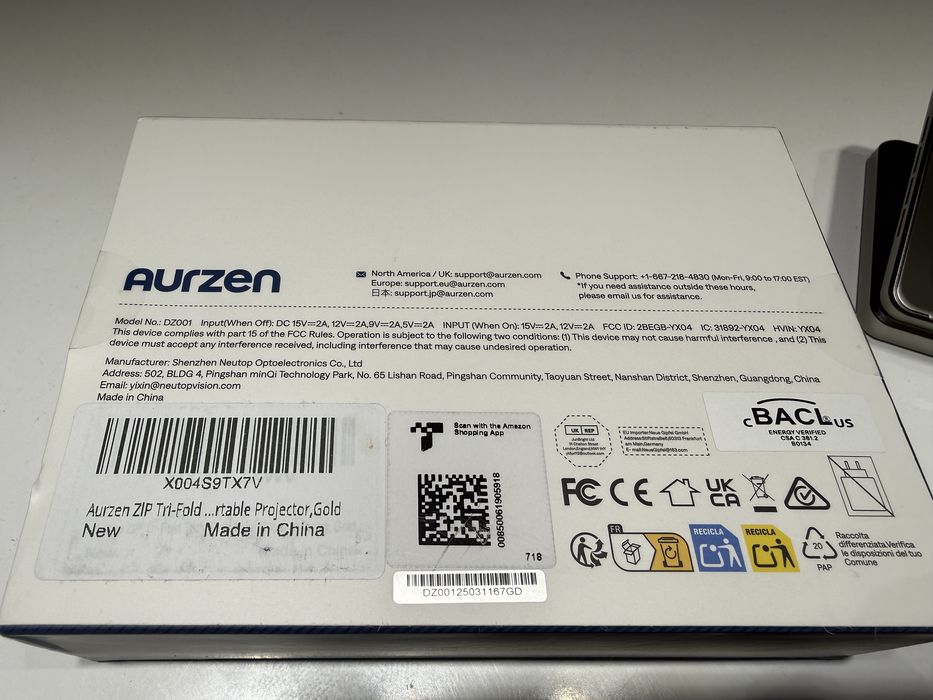 Aurzen
North America / UK: support@aurzen.com
Europe: support.eu@aurzen.com
日本: support.jp@aurzen.com
Phone Support: +1-667-218-4830 (Mon-Fri, 9:00 to 17:00 EST)
*If you need assistance outside these hours,
please email us for assistance.
Model No.: DZ001 Input(When Off): DC 15V⎓2A, 12V⎓2A,9V⎓2A,5V⎓2A INPUT (When On): 15V⎓2A, 12V⎓2A FCC ID: 2BEGB-YX04 IC: 31892-YX04 HVIN: YX04
This device complies with part 15 of the FCC Rules. Operation is subject to the following two conditions: (1) This device may not cause harmful interference ,and (2) This
device must accept any interference received, including interference that may cause undesired operation.
Manufacturer: Shenzhen Neutop Optoelectronics Co., Ltd
Address: 502, BLDG 4, Pingshan minQi Technology Park, No. 65 Lishan Road, Pingshan Community, Taoyuan Street, Nanshan District, Shenzhen, Guangdong, China
Email: yixin@neutopvision.com
Made in China
X004S9TX7V
Aurzen ZIP Tri-Fold ...rtable Projector,Gold
New Made in China
Scan with the Amazon
Shopping App
00850061905918
718
DZ00125031167GD
UK REP
EU Importer:Neue Gipfel GmbH
am Main,Germany
c BACL US
ENERGY VERIFIED
CSA C 381.2
B0134
FC CE UK
CA
FR
RECICLA
RECICLA
20
PAP
Raccolta
differenziata.Verifica
le disposizioni del tuo
Comune